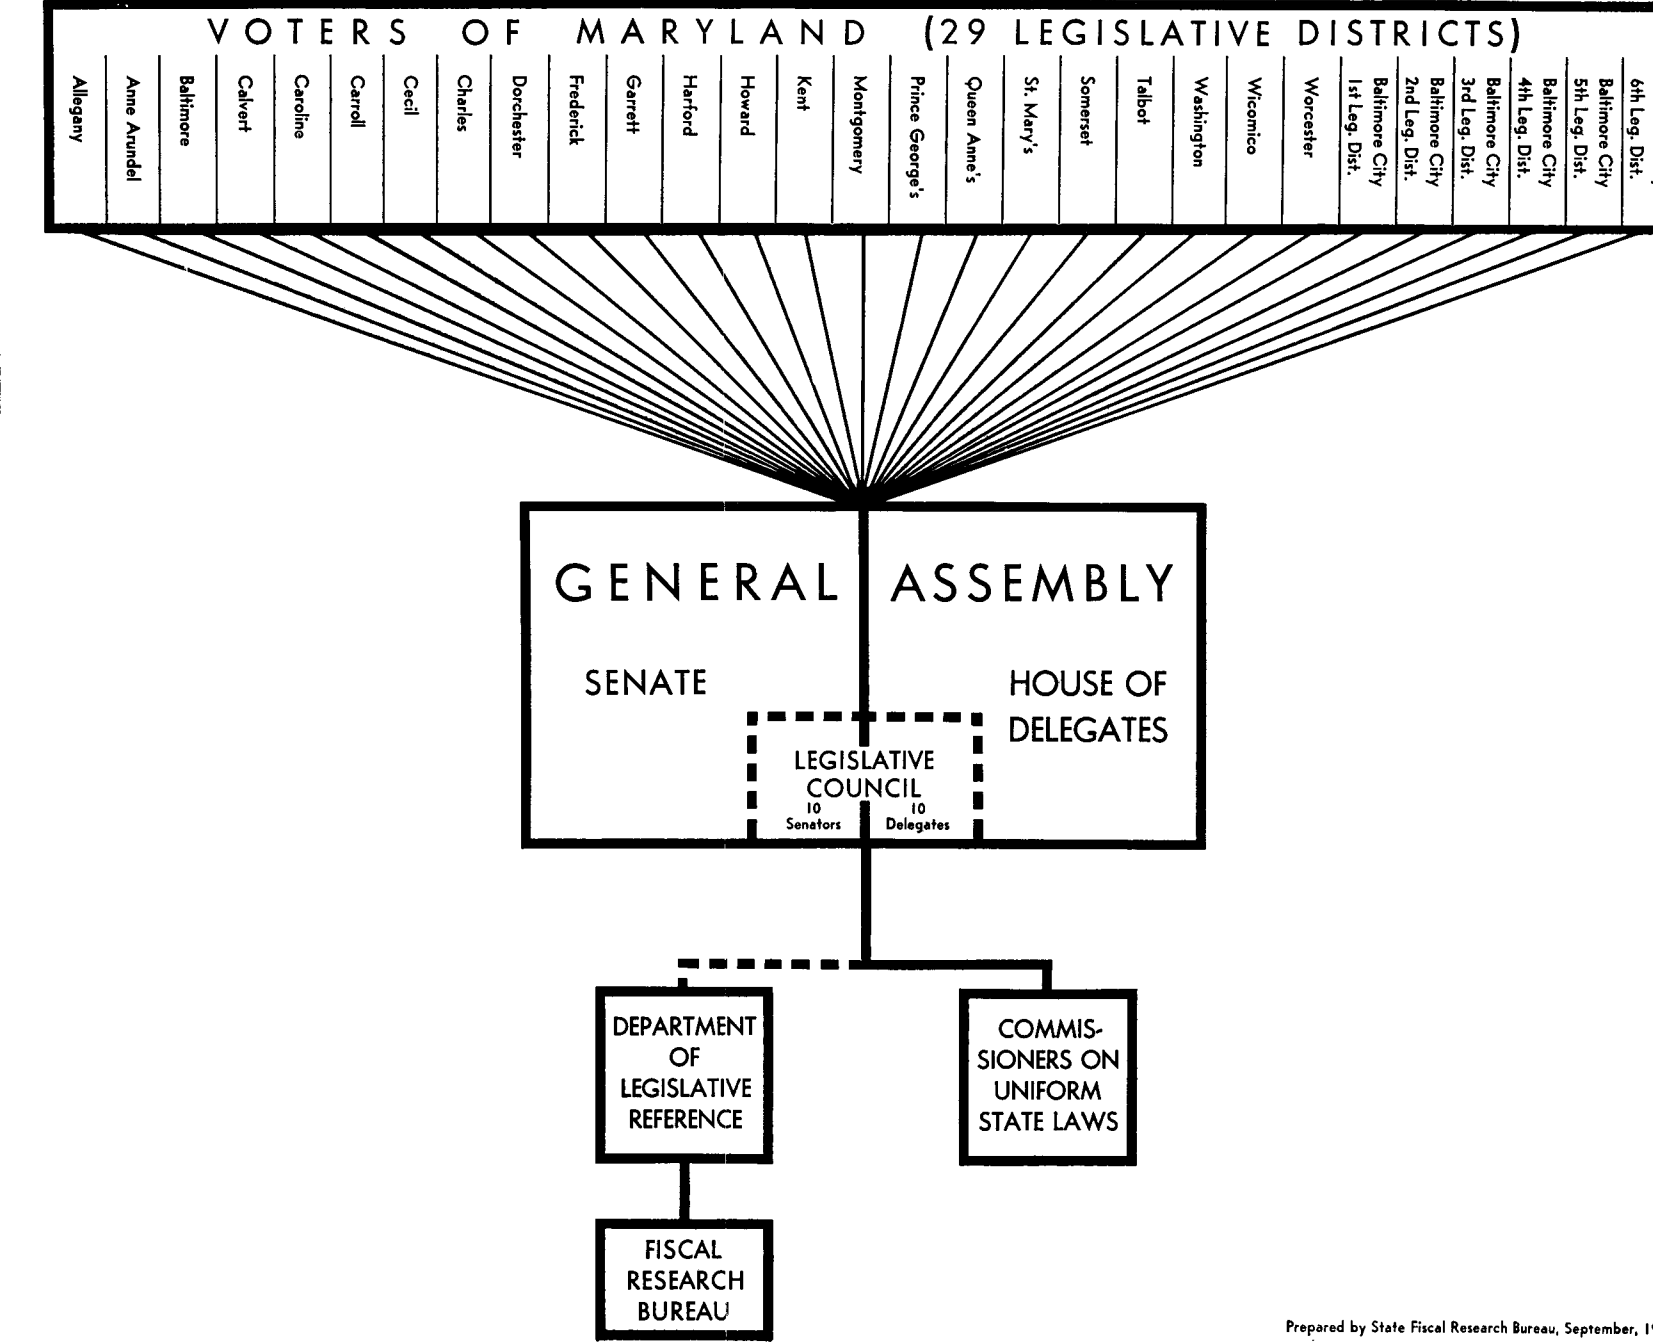 VOTERS OF MARYLAND (29 LEGISLATIVE DISTRICTS)
Allegany
Anne Arundel
Baltimore
Calvert
Caroline
Carroll
Cecil
Charles
Dorchester
Frederick
Garrett
Harford
Howard
Kent
Montgomery
Prince George's
Queen Anne's
St. Mary's
Somerset
Talbot
Washington
Wicomico
Worcester
Baltimore City
1st Leg. Dist.
Baltimore City
2nd Leg. Dist.
Baltimore City
3rd Leg. Dist.
Baltimore City
4th Leg. Dist.
Baltimore City
5th Leg. Dist.
6th Leg. Dist.
GENERAL ASSEMBLY
SENATE
HOUSE OF
DELEGATES
LEGISLATIVE
COUNCIL
10
Senators
10
Delegates
DEPARTMENT
OF
LEGISLATIVE
REFERENCE
COMMIS-
SIONERS ON
UNIFORM
STATE LAWS
FISCAL
RESEARCH
BUREAU
Prepared by State Fiscal Research Bureau, September,